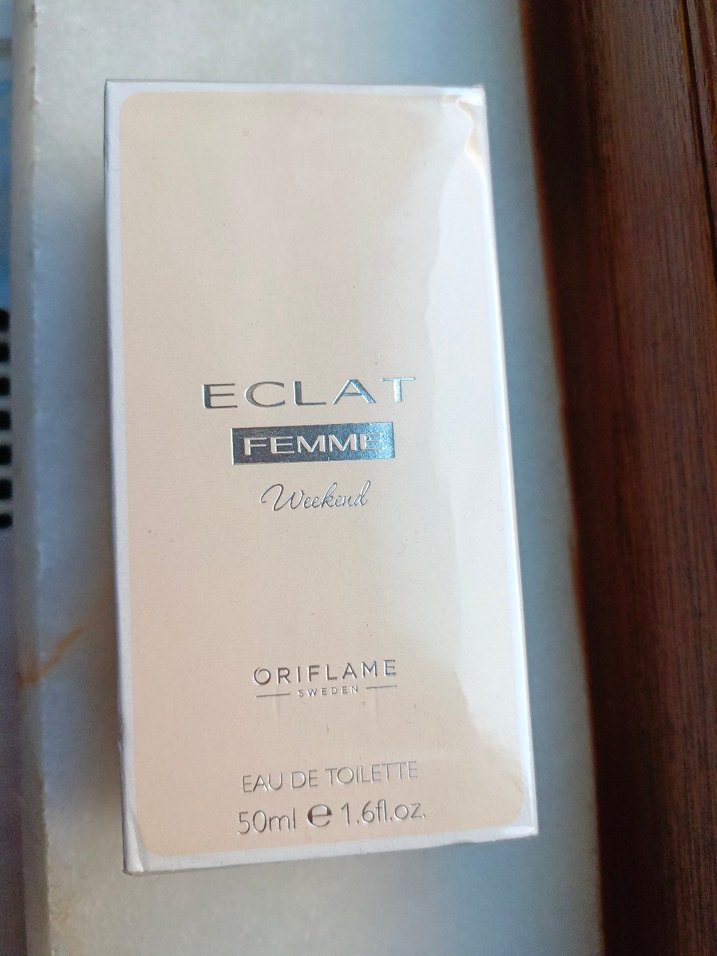 ECLAT
FEMME
Weekend
ORIFLAME
SWEDEN
EAU DE TOILETTE
50ml e 1.6fl.oz.